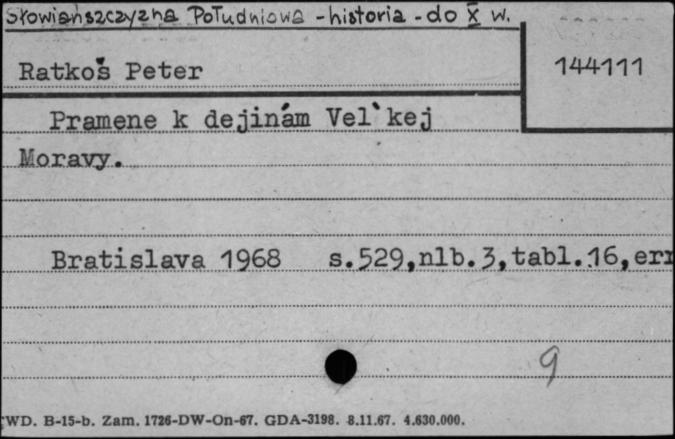 Słowiańszczyzna Południowa - historia - do X w.
Ratkoš Peter
144111
Pramene k dejinám Vel`kej
Moravy.
Bratislava 1968 s.529,nlb.3,tabl.16,err
9
WD. B-15-b. Zam. 1726-DW-On-67. GDA-3198. 8.11.67. 4.630.000.